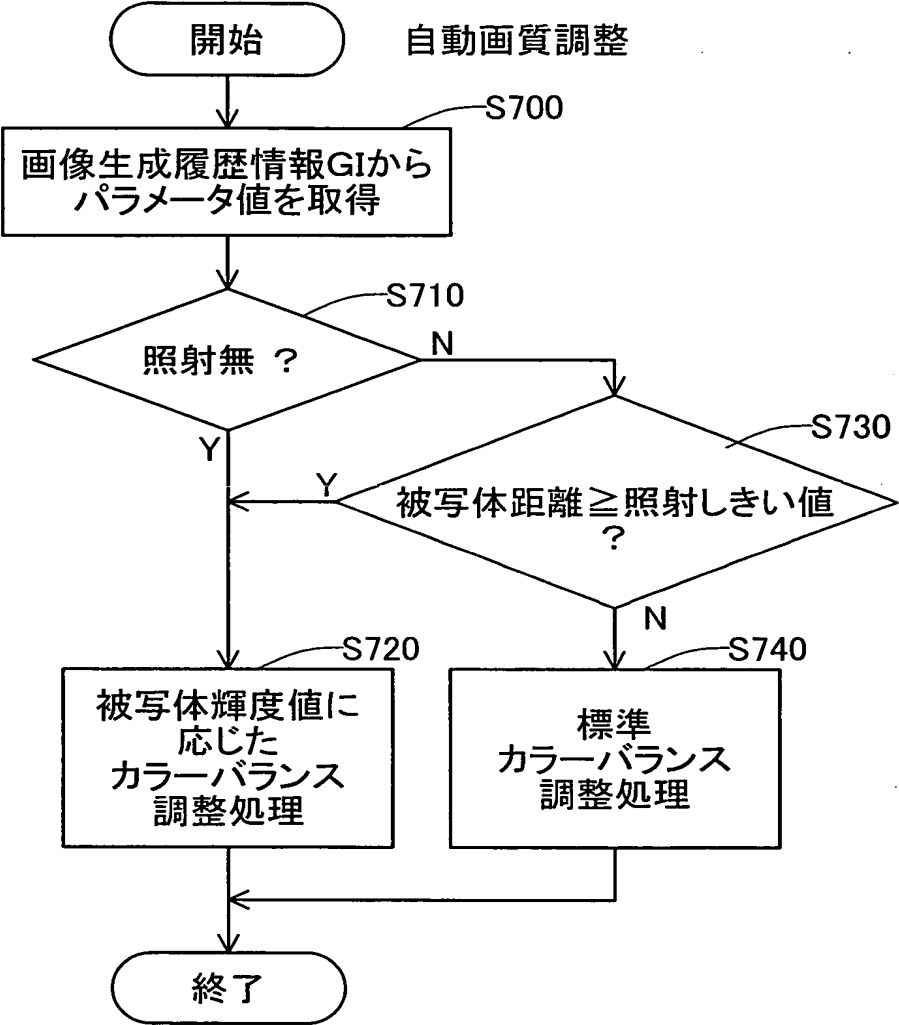 開始
自動画質調整
S700
画像生成履歴情報GIから
パラメータ値を取得
S710
照射無 ?
N
Y
S730
Y
被写体距離≧照射しきい値
?
N
S720
被写体輝度値に
応じた
カラーバランス
調整処理
S740
標準
カラーバランス
調整処理
終了